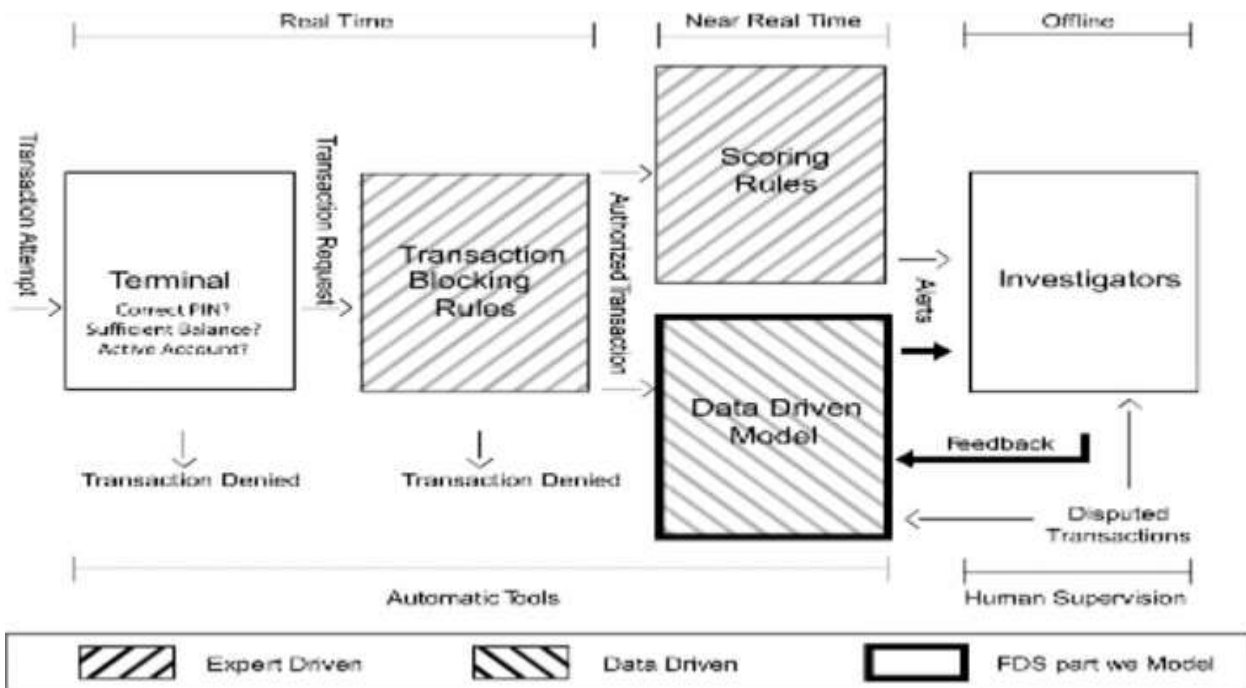 Real Time
Near Real Time
Offline
Transaction Attempt
Terminal
Correct PIN?
Sufficient Balance?
Active Account?
Transaction Request
Transaction
Blocking
Rules
Authorized Transaction
Scoring
Rules
Data Driven
Model
Alerts
Investigators
Feedback
Transaction Denied
Transaction Denied
Disputed
Transactions
Automatic Tools
Human Supervision
Expert Driven
Data Driven
FDS part we Model